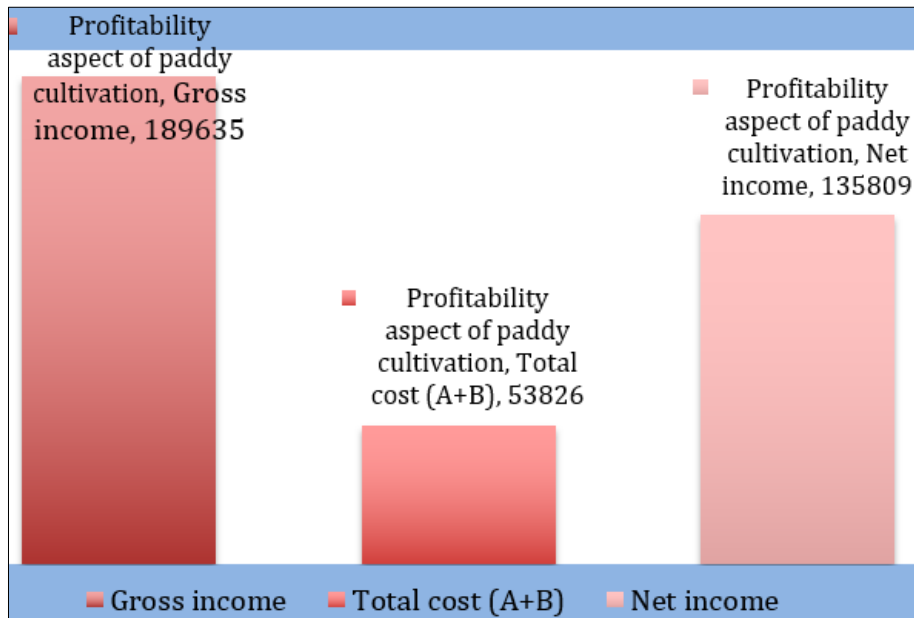 Profitability
aspect of paddy
cultivation, Gross
income, 189635
Profitability
aspect of paddy
cultivation, Total
cost (A+B), 53826
Profitability
aspect of paddy
cultivation, Net
income, 135809
Gross income Total cost (A+B) Net income